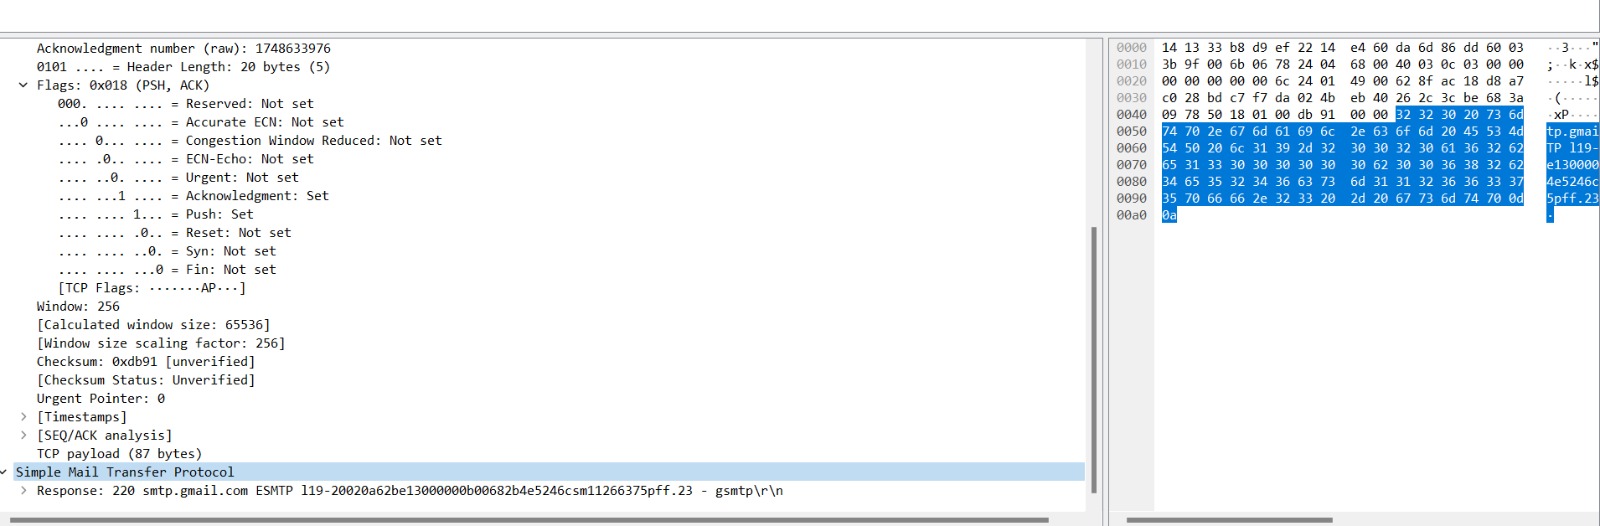 Acknowledgment number (raw): 1748633976
0101 .... = Header Length: 20 bytes (5)
Flags: 0x018 (PSH, ACK)
000. .... .... = Reserved: Not set
...0 .... .... = Accurate ECN: Not set
.... 0... .... = Congestion Window Reduced: Not set
.... .0.. .... = ECN-Echo: Not set
.... ..0. .... = Urgent: Not set
.... ...1 .... = Acknowledgment: Set
.... .... 1... = Push: Set
.... .... .0.. = Reset: Not set
.... .... ..0. = Syn: Not set
.... .... ...0 = Fin: Not set
[TCP Flags: ·······AP···]
Window: 256
[Calculated window size: 65536]
[Window size scaling factor: 256]
Checksum: 0xdb91 [unverified]
[Checksum Status: Unverified]
Urgent Pointer: 0
[Timestamps]
[SEQ/ACK analysis]
TCP payload (87 bytes)
Simple Mail Transfer Protocol
Response: 220 smtp.gmail.com ESMTP l19-20020a62be13000000b00682b4e5246csm11266375pff.23 - gsmtp\r\n
0000 14 13 33 b8 d9 ef 22 14 e4 60 da 6d 86 dd 60 03 ··3···"
0010 3b 9f 00 6b 06 78 24 04 68 00 40 03 0c 03 00 00 ;··k·x$
0020 00 00 00 00 00 6c 24 01 49 00 62 8f ac 18 d8 a7 ·····l$
0030 c0 28 bd c7 f7 da 02 4b eb 40 26 2c 3c be 68 3a ·(·····
0040 09 78 50 18 01 00 db 91 00 00 32 32 30 20 73 6d ·xP····
0050 74 70 2e 67 6d 61 69 6c 2e 63 6f 6d 20 45 53 4d tp.gmai
0060 54 50 20 6c 31 39 2d 32 30 30 32 30 61 36 32 62 TP l19-
0070 65 31 33 30 30 30 30 30 30 62 30 30 36 38 32 62 e130000
0080 34 65 35 32 34 36 63 73 6d 31 31 32 36 36 33 37 4e5246c
0090 35 70 66 66 2e 32 33 20 2d 20 67 73 6d 74 70 0d 5pff.23
00a0 0a ·